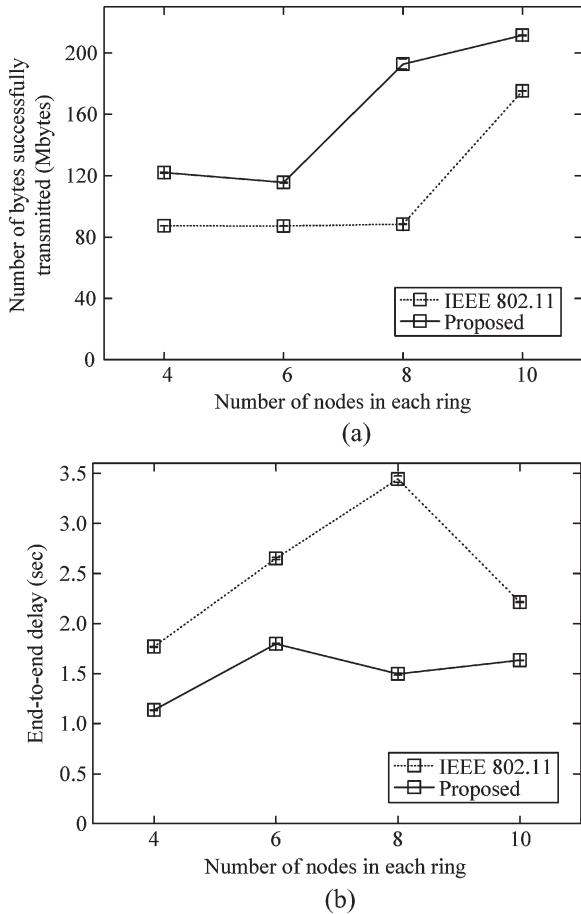 Number of bytes successfully
transmitted (Mbytes)
200
160
120
80
40
0
IEEE 802.11
Proposed
4 6 8 10
Number of nodes in each ring
(a)
End-to-end delay (sec)
3.5
3.0
2.5
2.0
1.5
1.0
0.5
0
IEEE 802.11
Proposed
4 6 8 10
Number of nodes in each ring
(b)